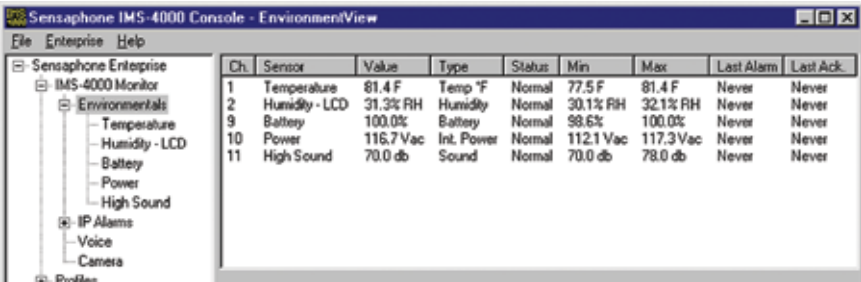 Sensaphone IMS-4000 Console - EnvironmentView
File Enterprise Help
Sensaphone Enterprise
IMS-4000 Monitor
Environmentals
Temperature
Humidity - LCD
Battery
Power
High Sound
IP Alarms
Voice
Camera
Profiles
Ch. Sensor Value Type Status Min Max Last Alarm Last Ack.
1 Temperature 81.4 F Temp °F Normal 77.5 F 81.4 F Never Never
2 Humidity - LCD 31.3% RH Humidity Normal 30.1% RH 32.1% RH Never Never
9 Battery 100.0% Battery Normal 98.6% 100.0% Never Never
10 Power 116.7 Vac Int. Power Normal 112.1 Vac 117.3 Vac Never Never
11 High Sound 70.0 db Sound Normal 70.0 db 78.0 db Never Never